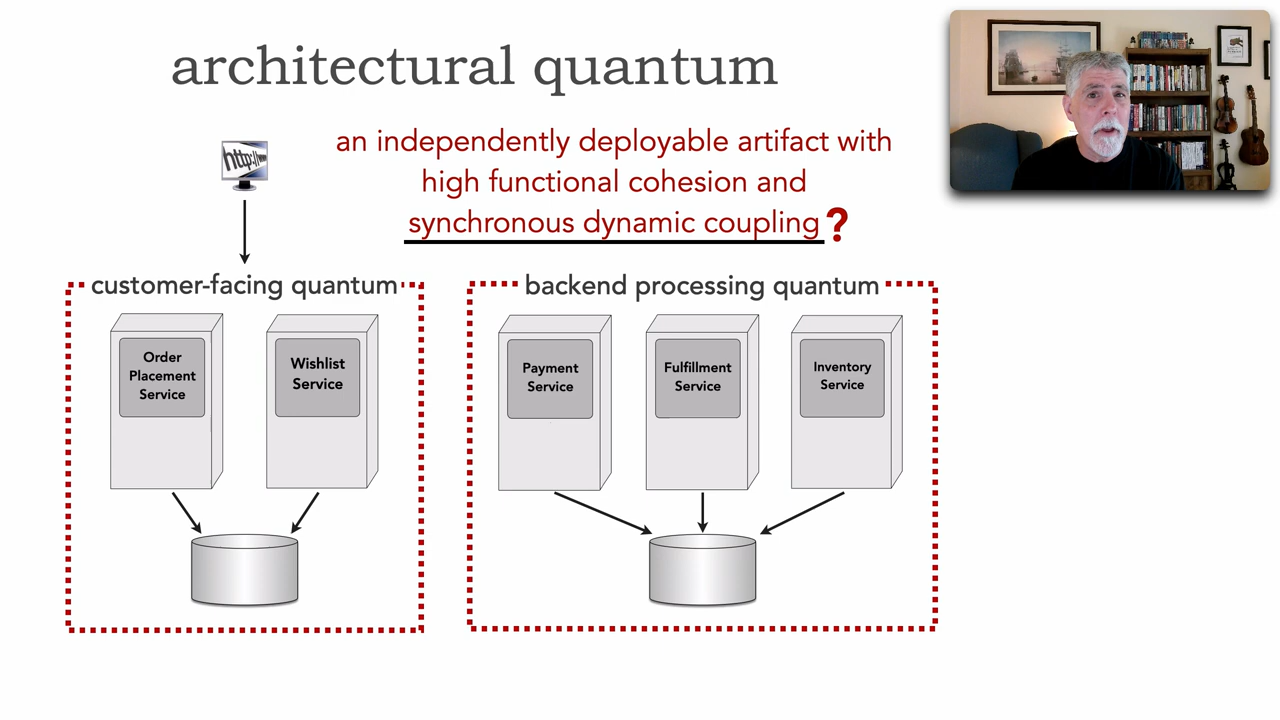 architectural quantum
an independently deployable artifact with
high functional cohesion and
synchronous dynamic coupling?
http://www
customer-facing quantum
Order
Placement
Service
Wishlist
Service
backend processing quantum
Payment
Service
Fulfillment
Service
Inventory
Service